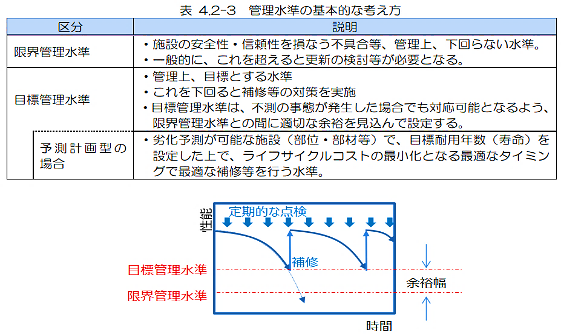 表 4.2-3 管理水準の基本的な考え方
区分 説明
限界管理水準
・施設の安全性・信頼性を損なう不具合等、管理上、下回らない水準。
・一般的に、これを超えると更新の検討等が必要となる。
目標管理水準
・管理上、目標とする水準
・これを下回ると補修等の対策を実施
・目標管理水準は、不測の事態が発生した場合でも対応可能となるよう、
限界管理水準との間に適切な余裕を見込んで設定する。
予測計画型の
場合
・劣化予測が可能な施設（部位・部材等）で、目標耐用年数（寿命）を
設定した上で、ライフサイクルコストの最小化となる最適なタイミン
グで最適な補修等を行う水準。
性能
定期的な点検
補修
目標管理水準
余裕幅
限界管理水準
時間